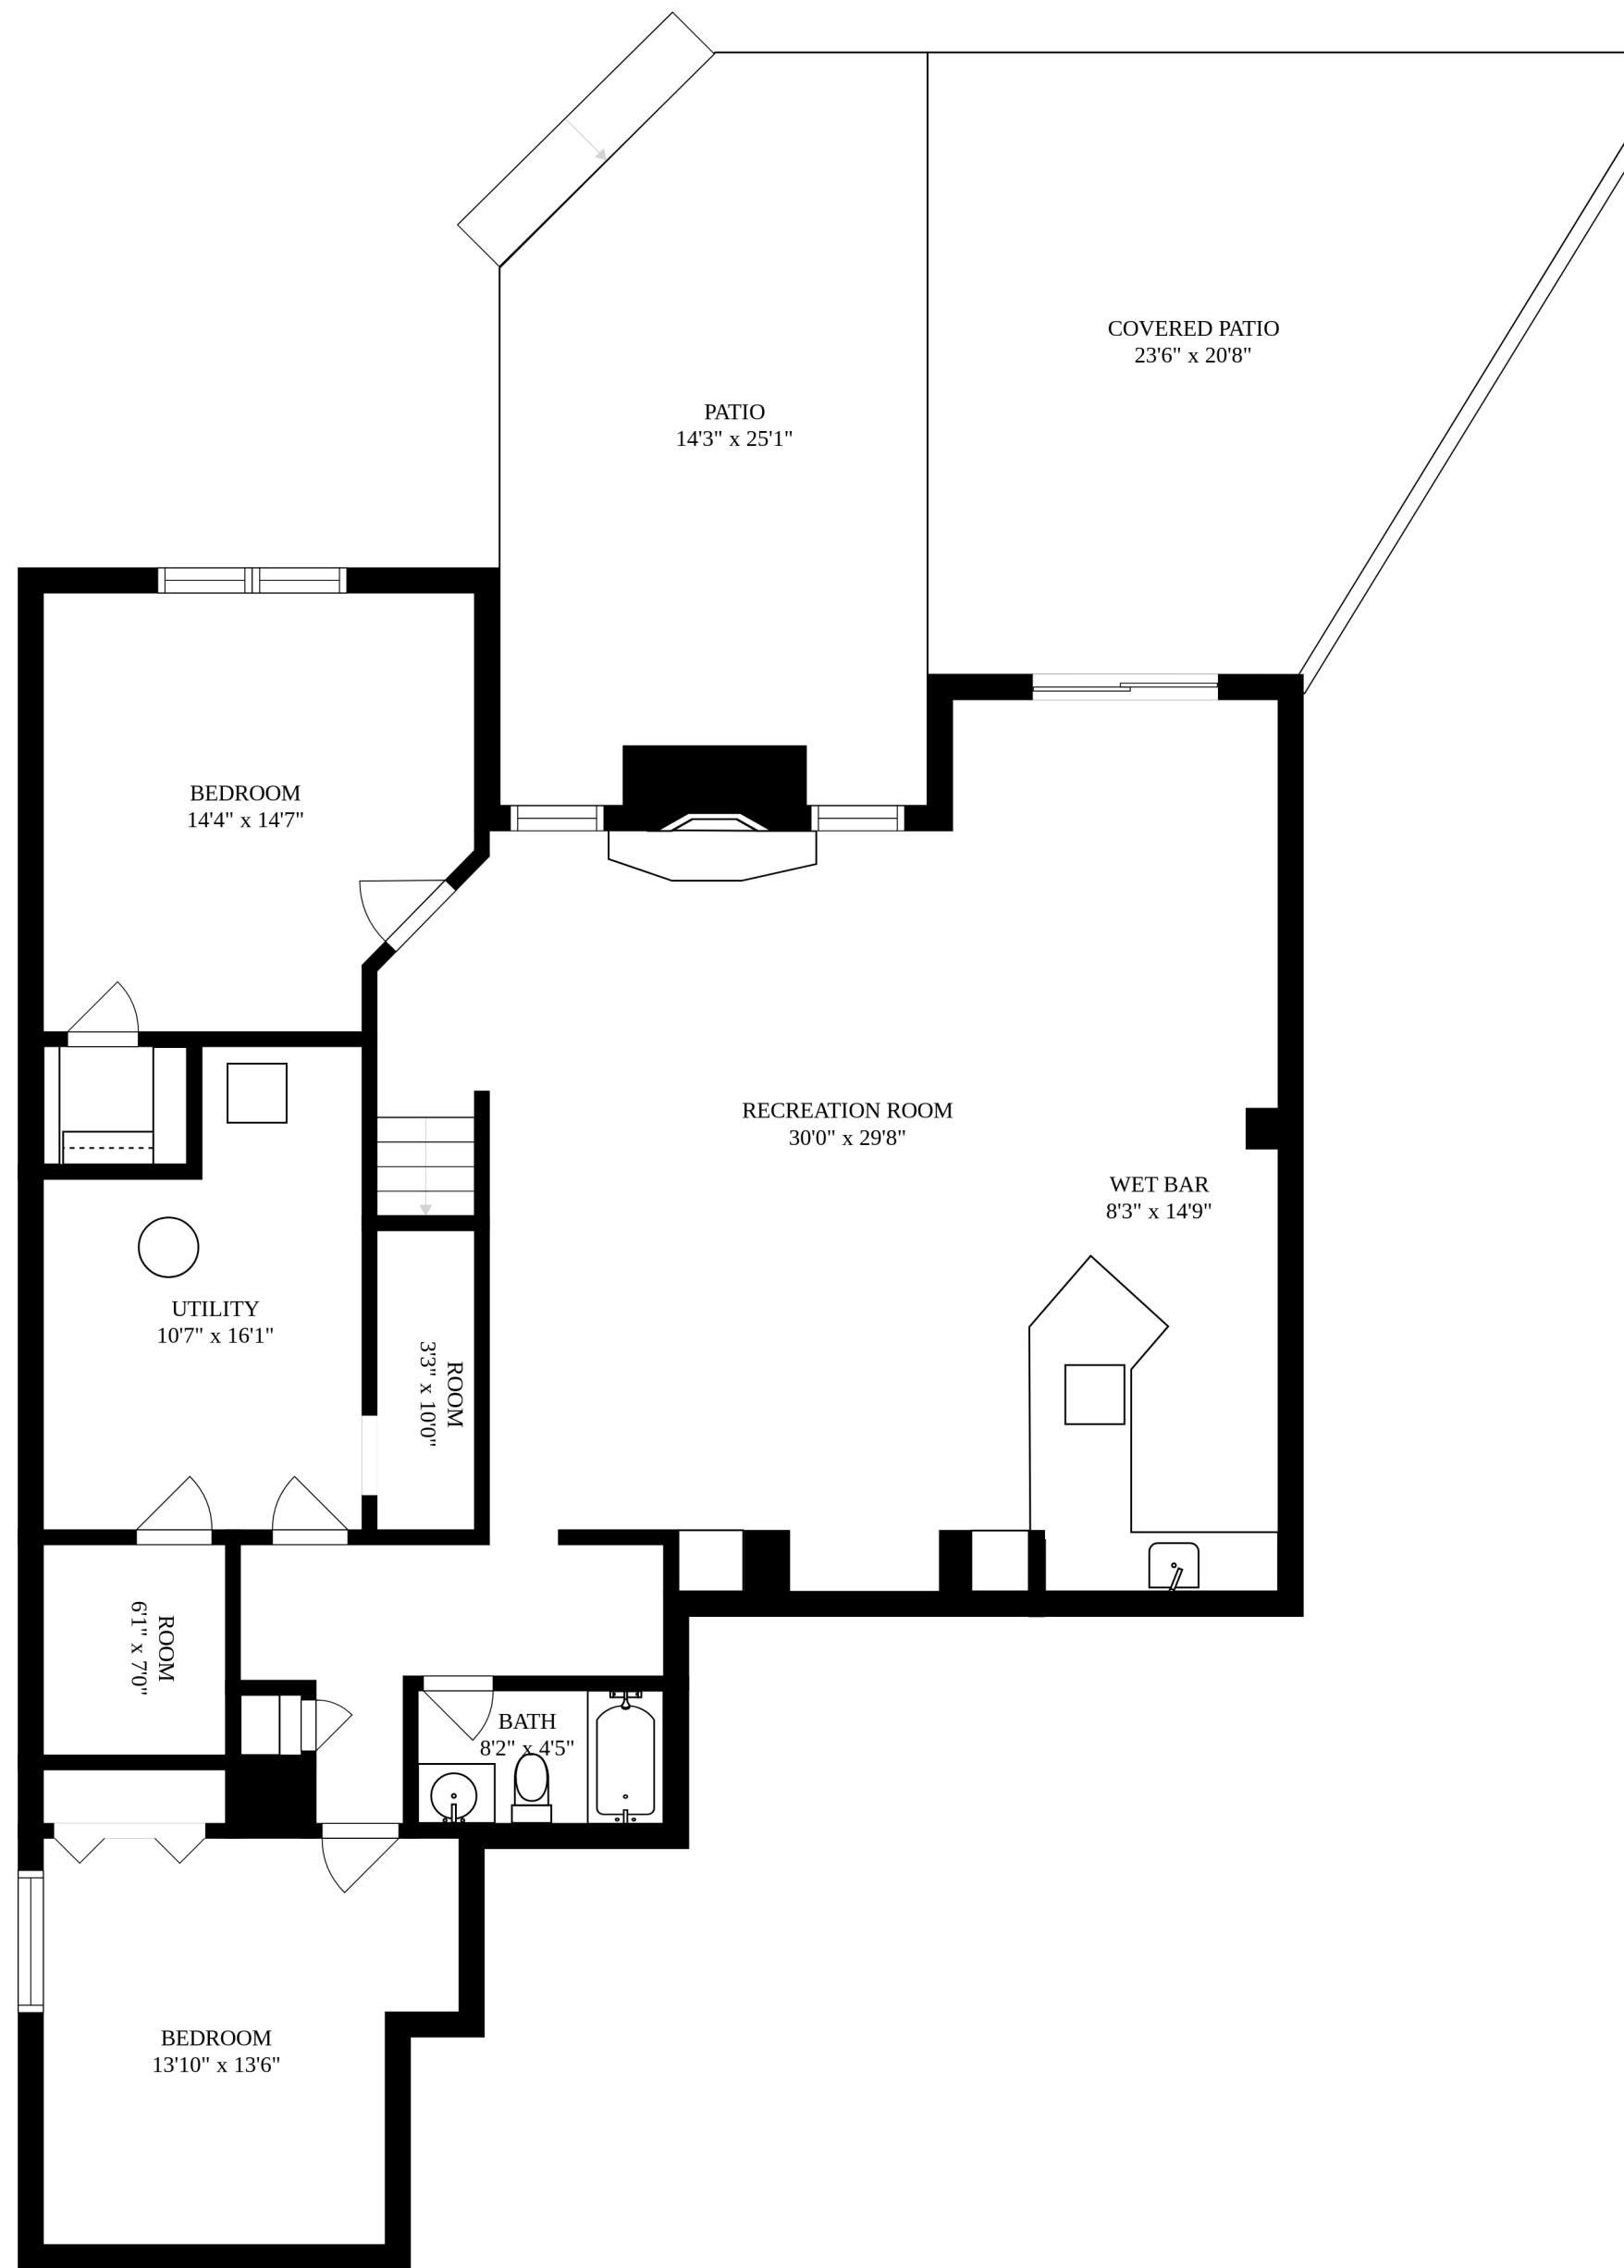 COVERED PATIO
23'6" x 20'8"
PATIO
14'3" x 25'1"
BEDROOM
14'4" x 14'7"
RECREATION ROOM
30'0" x 29'8"
WET BAR
8'3" x 14'9"
UTILITY
10'7" x 16'1"
ROOM
3'3" x 10'0"
ROOM
6'1" x 7'0"
BATH
8'2" x 4'5"
BEDROOM
13'10" x 13'6"